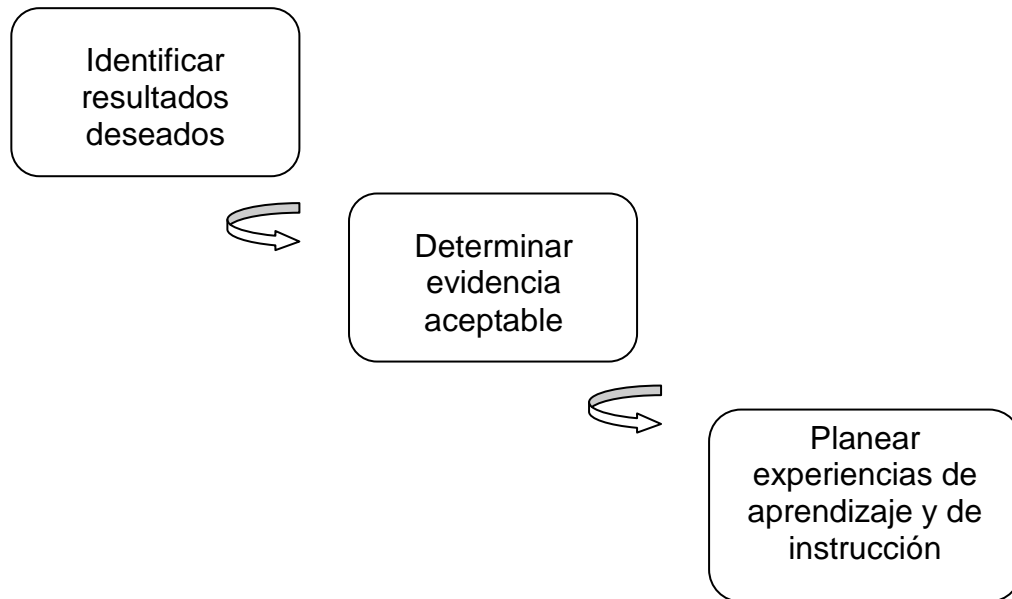 Identificar
resultados
deseados
Determinar
evidencia
aceptable
Planear
experiencias de
aprendizaje y de
instrucción